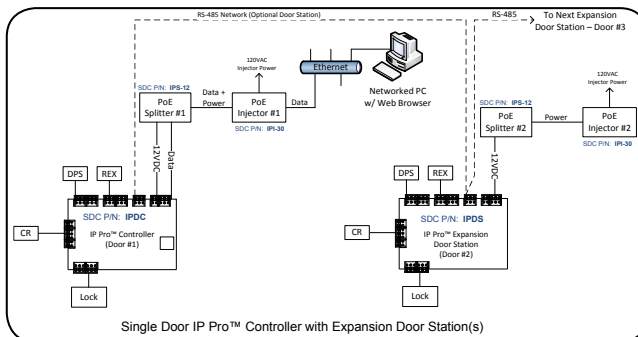 RS-485 Network (Optional Door Station)
RS-485
To Next Expansion
Door Station – Door #3
120VAC
Injector Power
Ethernet
Networked PC
w/ Web Browser
SDC P/N: IPS-12
PoE
Splitter #1
Data +
Power
PoE
Injector #1
Data
SDC P/N: IPI-30
12VDC
Data
DPS
REX
SDC P/N: IPDC
IP Pro™ Controller
(Door #1)
CR
Lock
120VAC
Injector Power
SDC P/N: IPS-12
PoE
Splitter #2
Power
PoE
Injector #2
SDC P/N: IPI-30
12VDC
DPS
REX
SDC P/N: IPDS
IP Pro™ Expansion
Door Station
(Door #2)
CR
Lock
Single Door IP Pro™ Controller with Expansion Door Station(s)